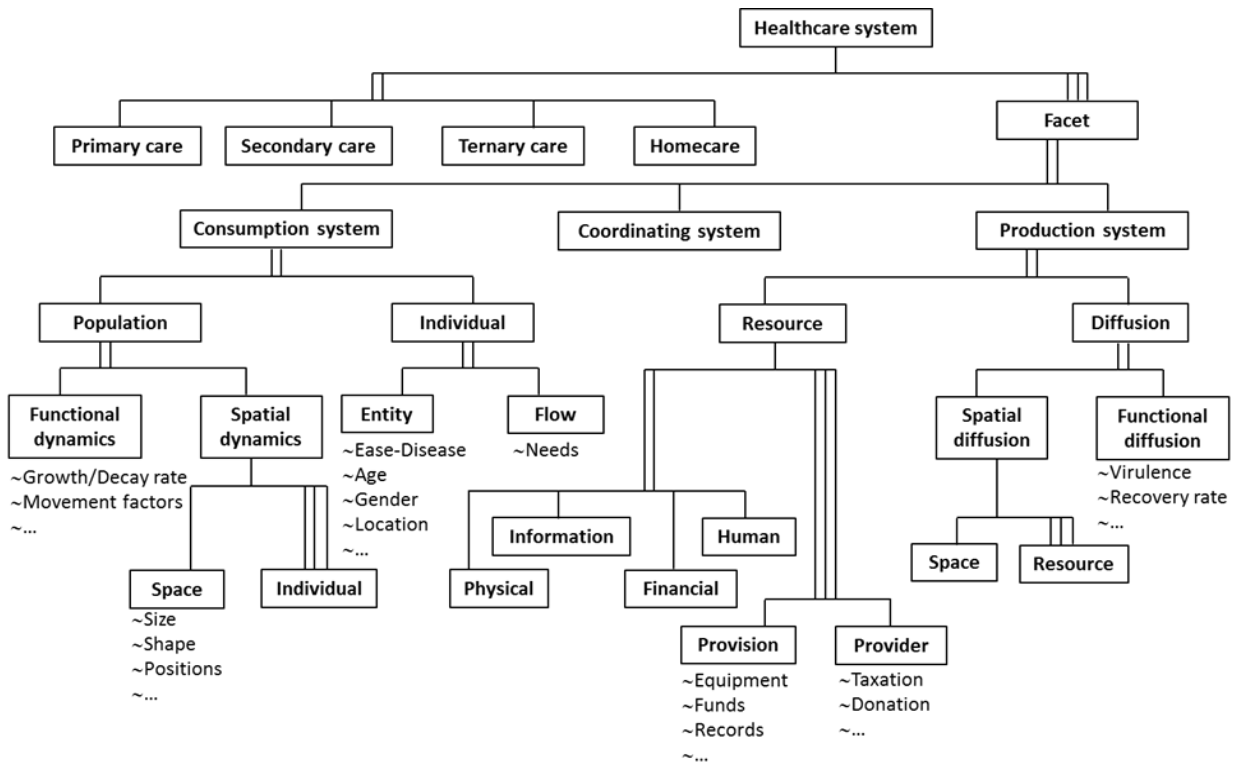 Healthcare system
Primary care
Secondary care
Ternary care
Homecare
Facet
Consumption system
Coordinating system
Production system
Population
Individual
Resource
Diffusion
Functional
dynamics
~Growth/Decay rate
~Movement factors
~...
Spatial
dynamics
Entity
~Ease-Disease
~Age
~Gender
~Location
~...
Flow
~Needs
Spatial
diffusion
Functional
diffusion
~Virulence
~Recovery rate
~...
Information
Human
Space
Resource
Space
~Size
~Shape
~Positions
~...
Individual
Physical
Financial
Provision
~Equipment
~Funds
~Records
~...
Provider
~Taxation
~Donation
~...